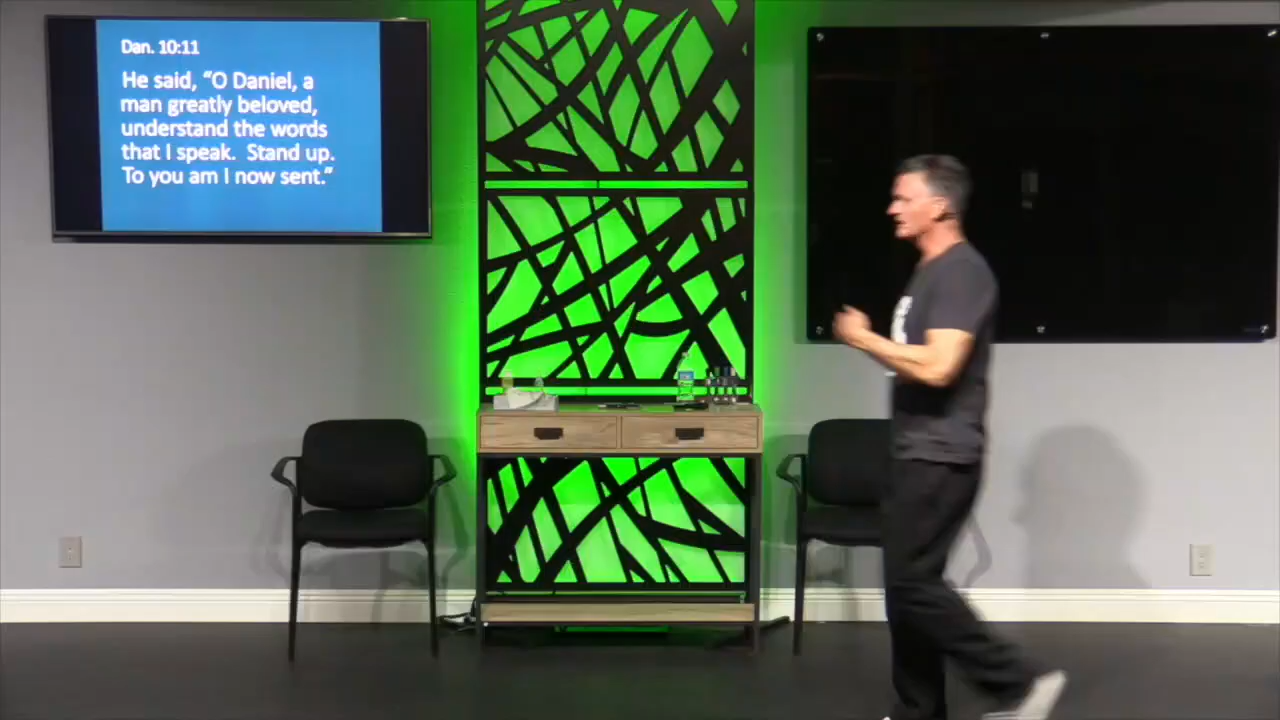 Dan. 10:11
He said, “O Daniel, a
man greatly beloved,
understand the words
that I speak.  Stand up.
To you am I now sent.”